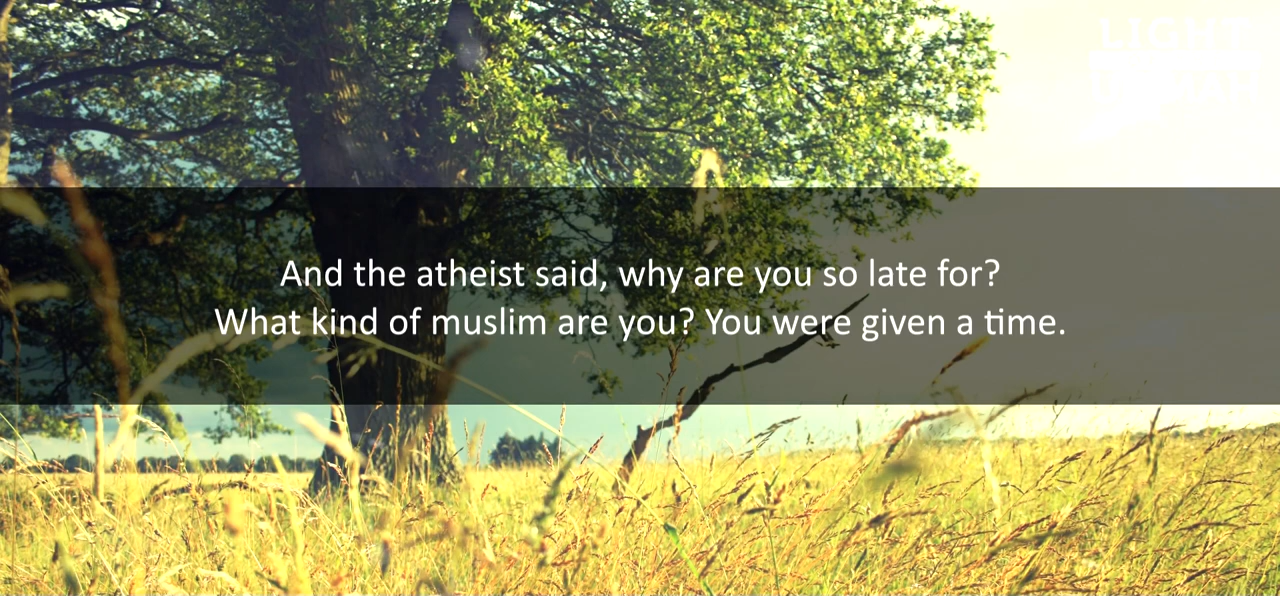 LIGHT
And the atheist said, why are you so late for?
What kind of muslim are you? You were given a time.